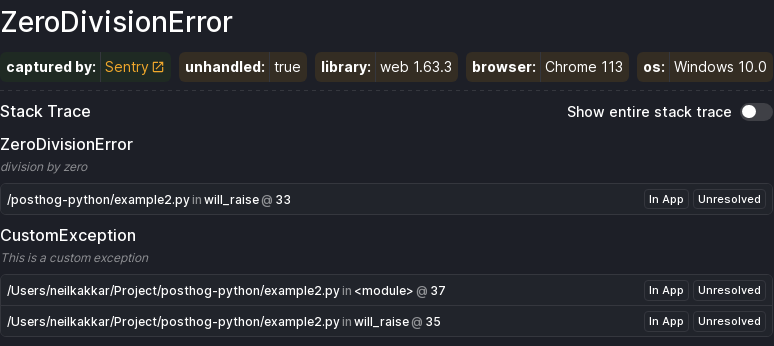 ZeroDivisionError
captured by: Sentry unhandled: true library: web 1.63.3 browser: Chrome 113 os: Windows 10.0
Stack Trace Show entire stack trace
ZeroDivisionError
division by zero
/posthog-python/example2.py in will_raise @ 33 In App Unresolved
CustomException
This is a custom exception
/Users/neilkakkar/Project/posthog-python/example2.py in <module> @ 37 In App Unresolved
/Users/neilkakkar/Project/posthog-python/example2.py in will_raise @ 35 In App Unresolved